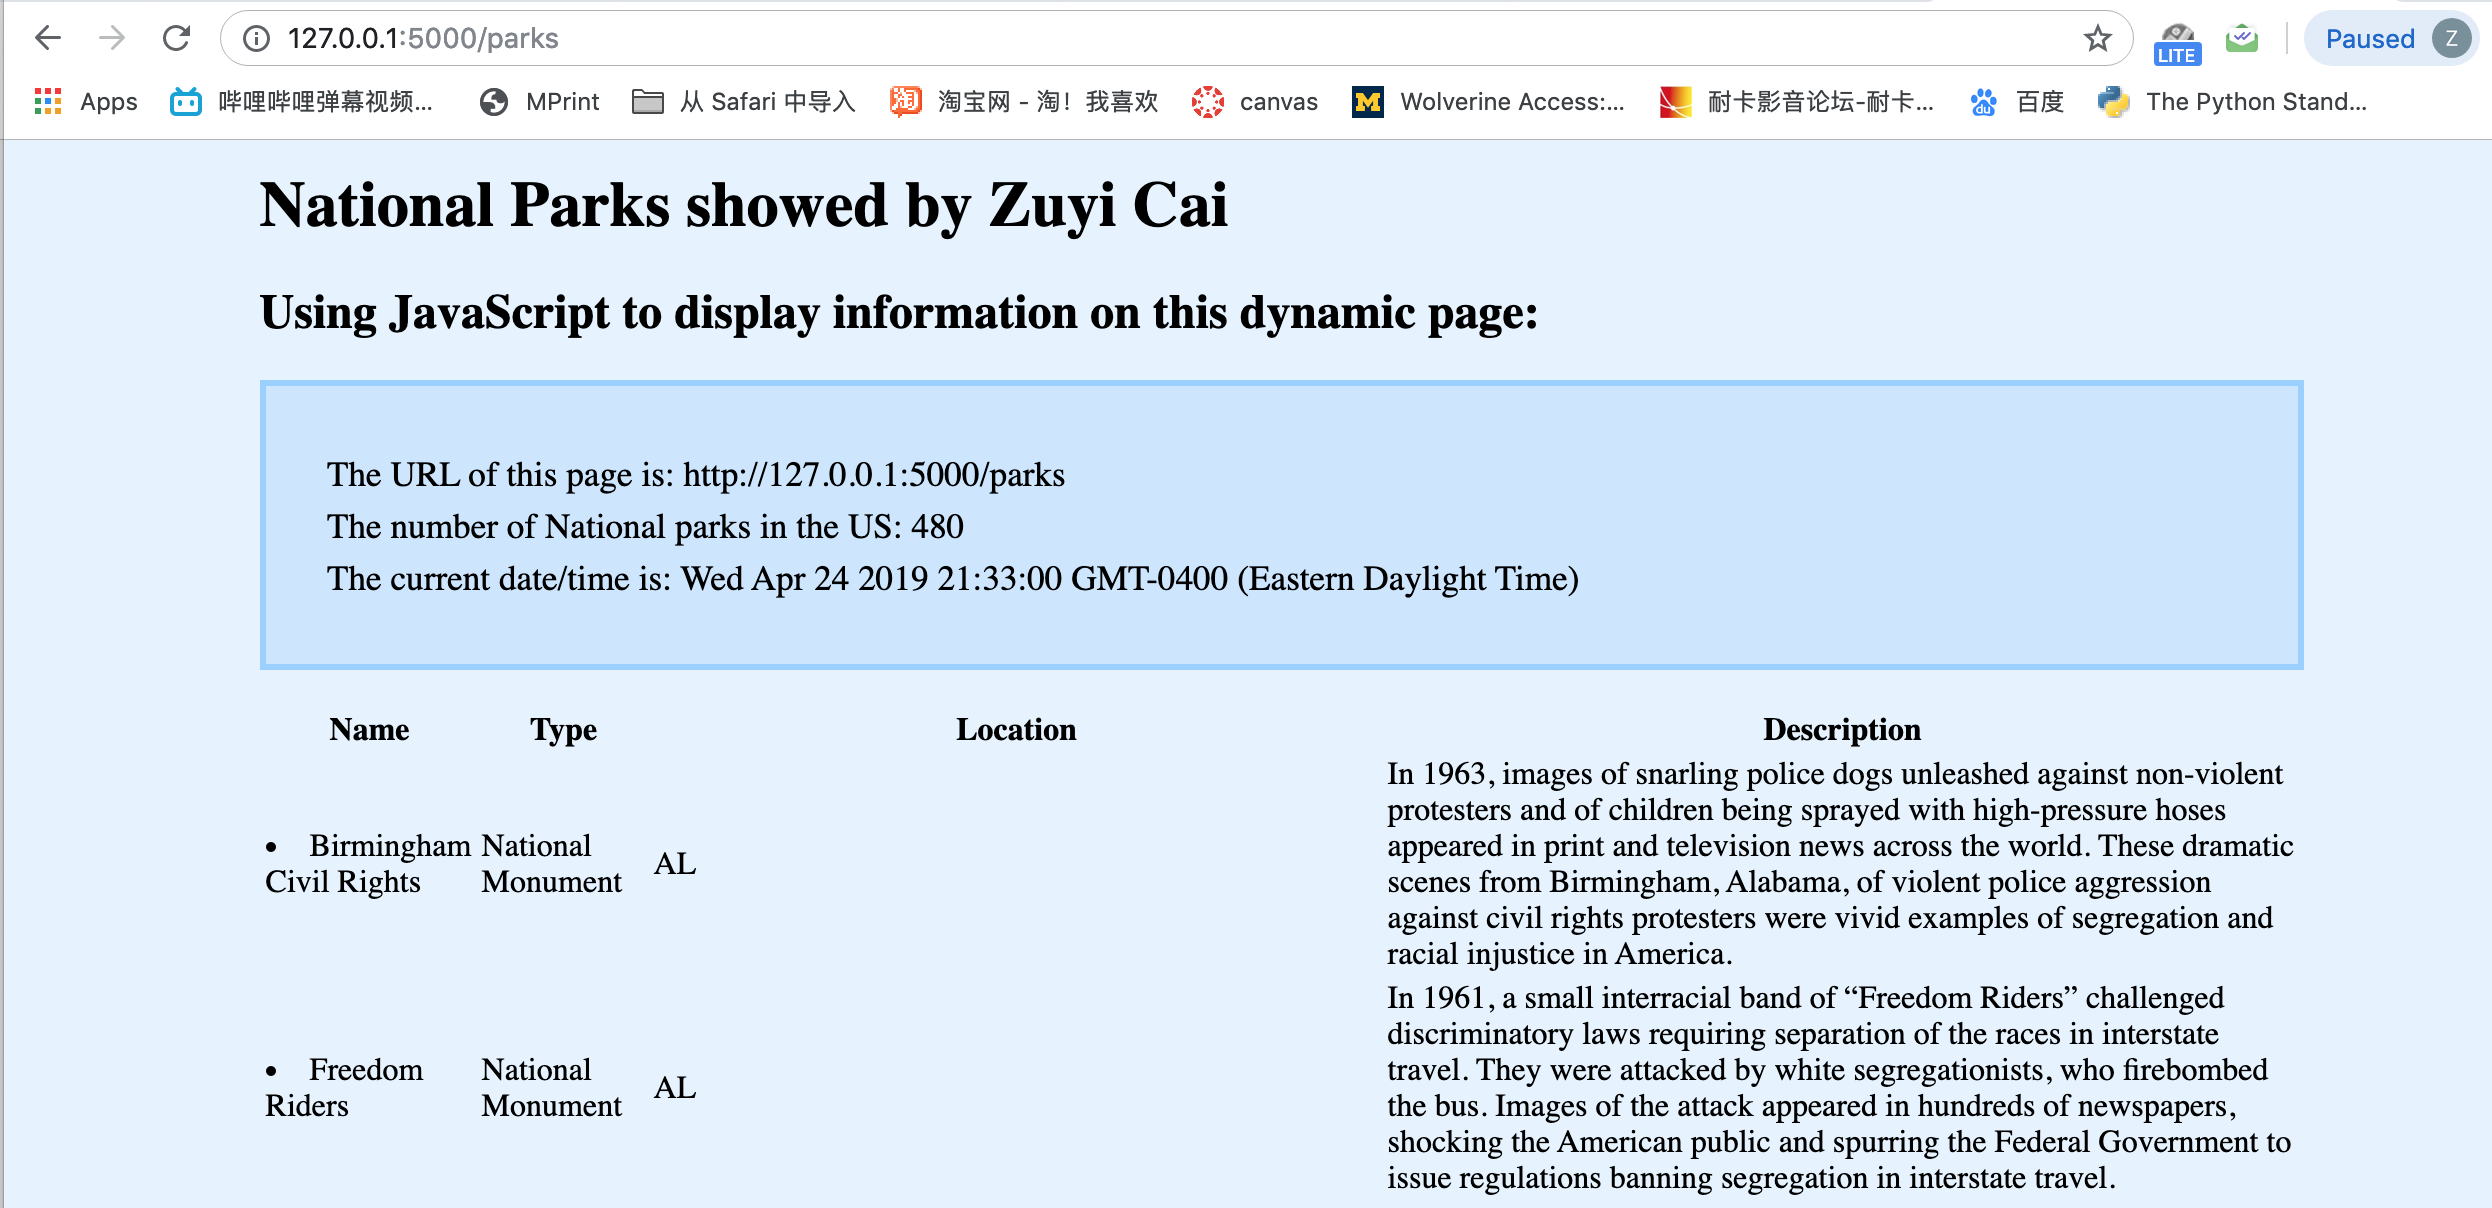 127.0.0.1:5000/parks
LITE
Paused
Z
Apps
哔哩哔哩弹幕视频...
MPrint
从 Safari 中导入
淘
淘宝网 - 淘！我喜欢
canvas
M
Wolverine Access:...
耐卡影音论坛-耐卡...
du
百度
The Python Stand...
National Parks showed by Zuyi Cai
Using JavaScript to display information on this dynamic page:
The URL of this page is: http://127.0.0.1:5000/parks
The number of National parks in the US: 480
The current date/time is: Wed Apr 24 2019 21:33:00 GMT-0400 (Eastern Daylight Time)
Name Type Location Description
• Birmingham
Civil Rights
National
Monument
AL
In 1963, images of snarling police dogs unleashed against non-violent
protesters and of children being sprayed with high-pressure hoses
appeared in print and television news across the world. These dramatic
scenes from Birmingham, Alabama, of violent police aggression
against civil rights protesters were vivid examples of segregation and
racial injustice in America.
• Freedom
Riders
National
Monument
AL
In 1961, a small interracial band of “Freedom Riders” challenged
discriminatory laws requiring separation of the races in interstate
travel. They were attacked by white segregationists, who firebombed
the bus. Images of the attack appeared in hundreds of newspapers,
shocking the American public and spurring the Federal Government to
issue regulations banning segregation in interstate travel.